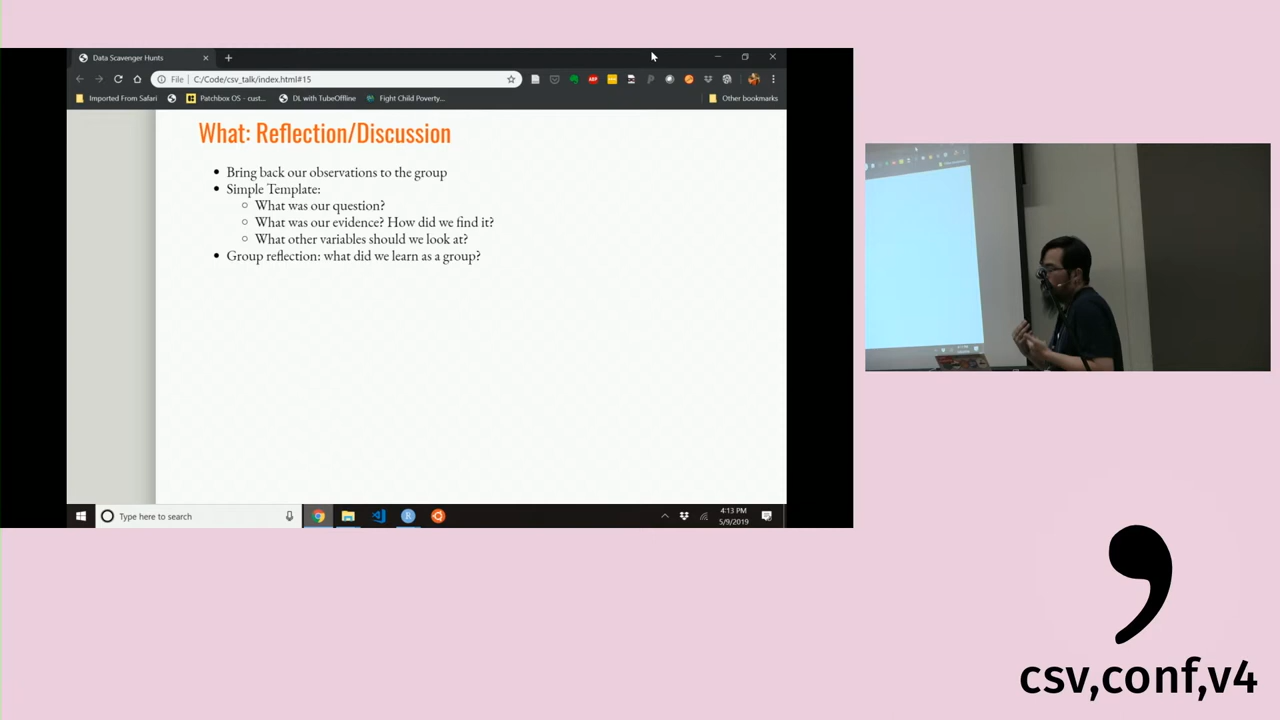 Data Scavenger Hunts
File
C:/Code/csv_talk/index.html#15
Imported From Safari
Patchbox OS - cust...
DL with TubeOffline
Fight Child Poverty...
Other bookmarks
What: Reflection/Discussion
Bring back our observations to the group
Simple Template:
What was our question?
What was our evidence? How did we find it?
What other variables should we look at?
Group reflection: what did we learn as a group?
Type here to search
4:13 PM
5/9/2019
csv,conf,v4